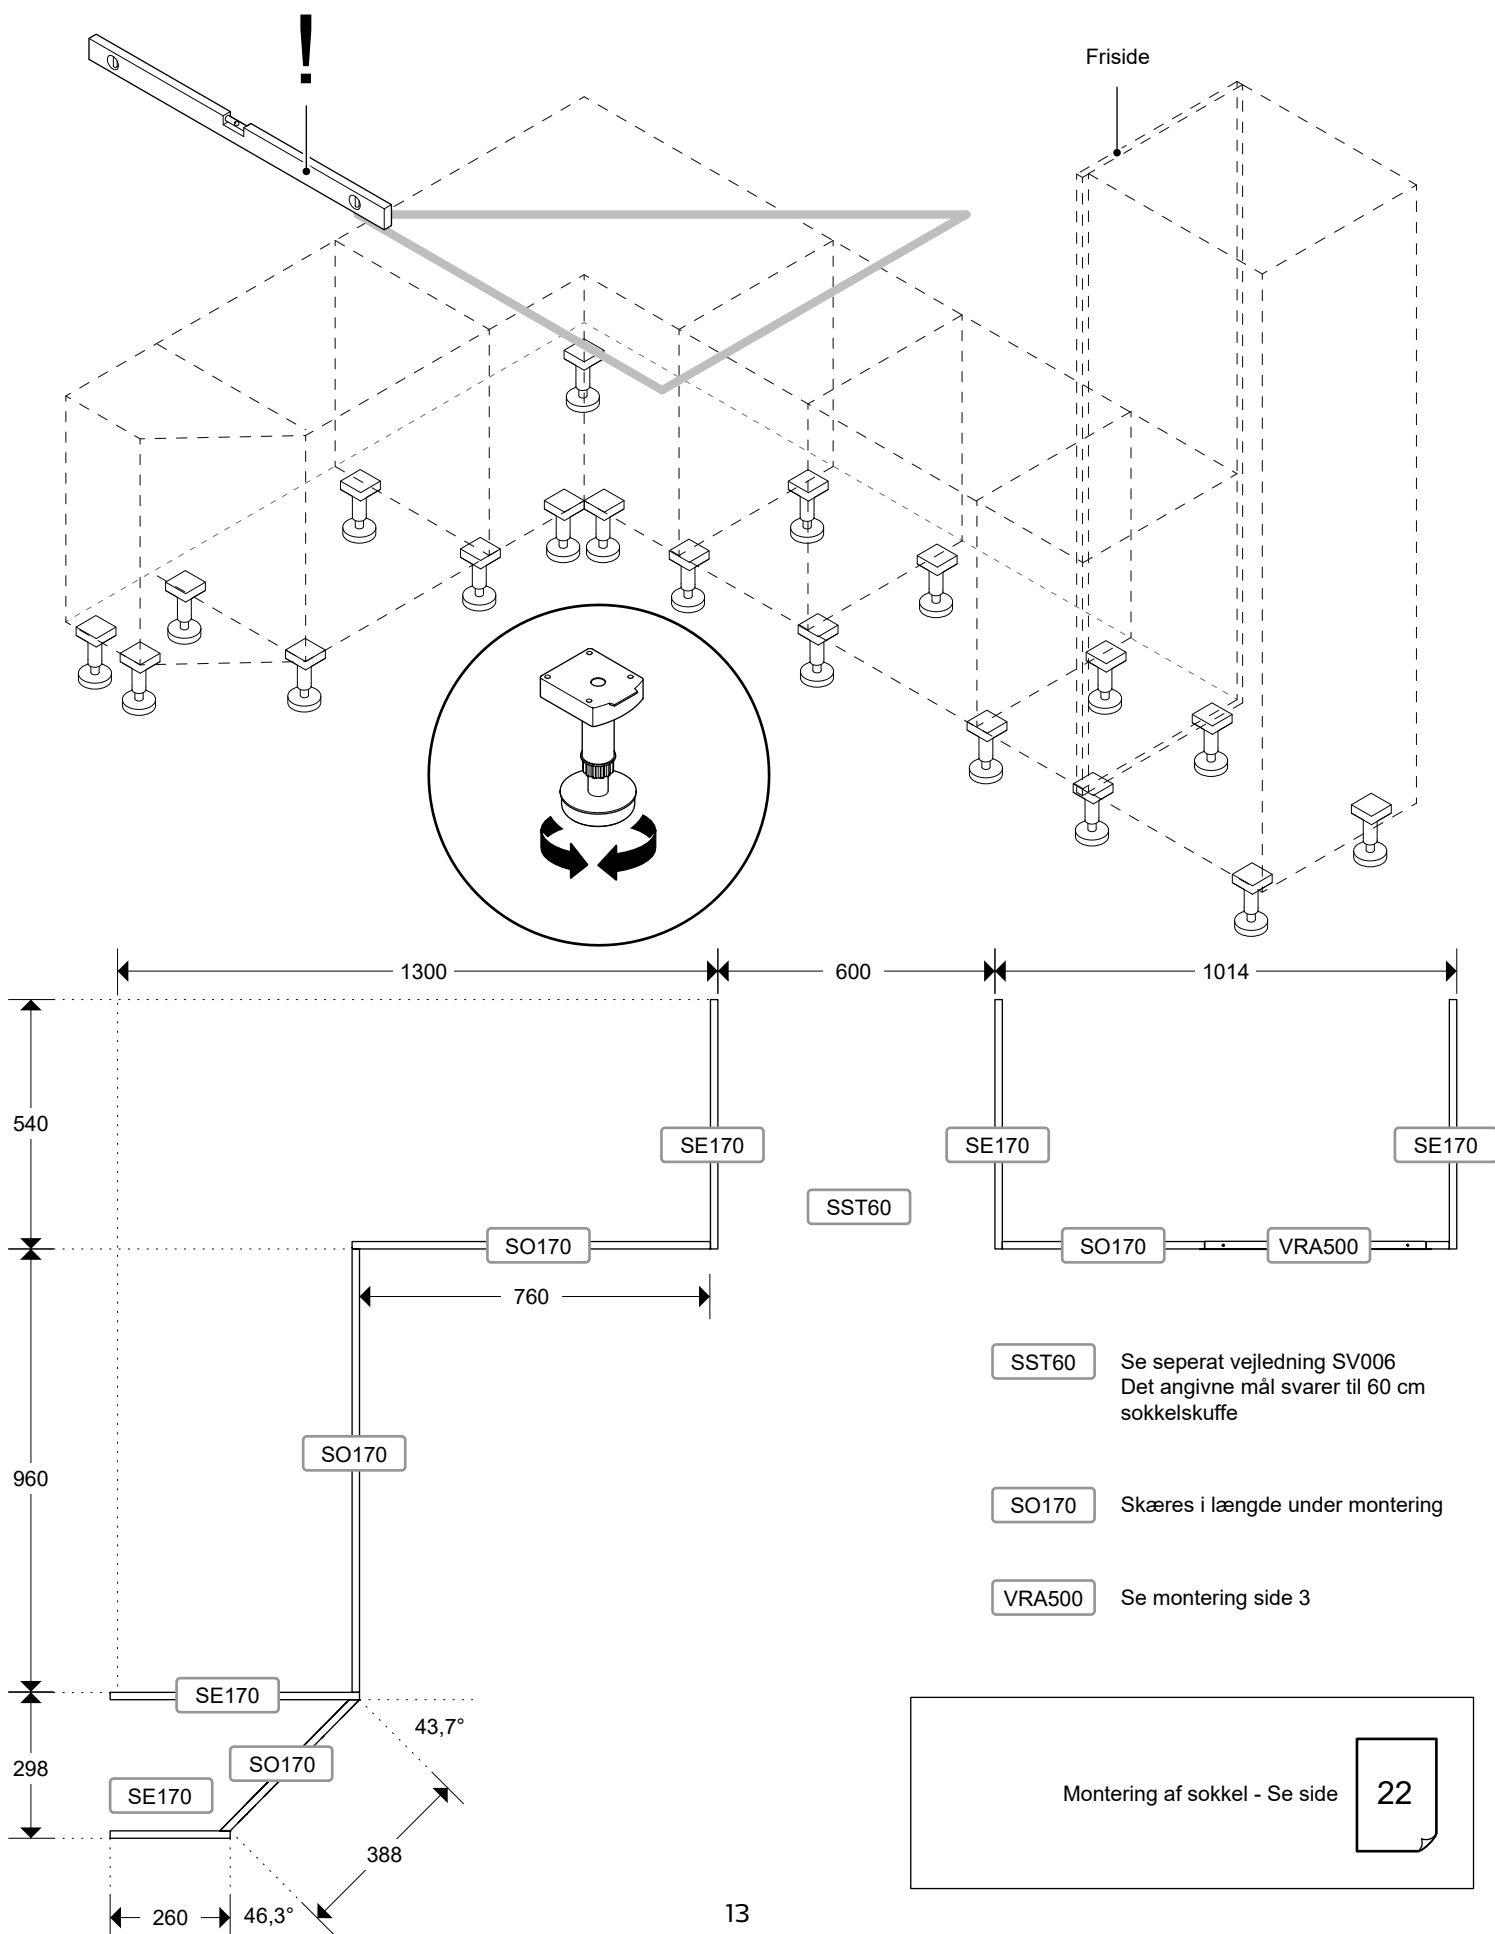 !
Friside
1300
600
1014
540
SE170
SE170
SE170
SST60
SO170
SO170
VRA500
760
SST60
Se seperat vejledning SV006
Det angivne mål svarer til 60 cm
sokkelskuffe
SO170
960
SO170
Skæres i længde under montering
VRA500
Se montering side 3
SE170
43,7°
298
SO170
SE170
Montering af sokkel - Se side
22
388
260
46,3°
13